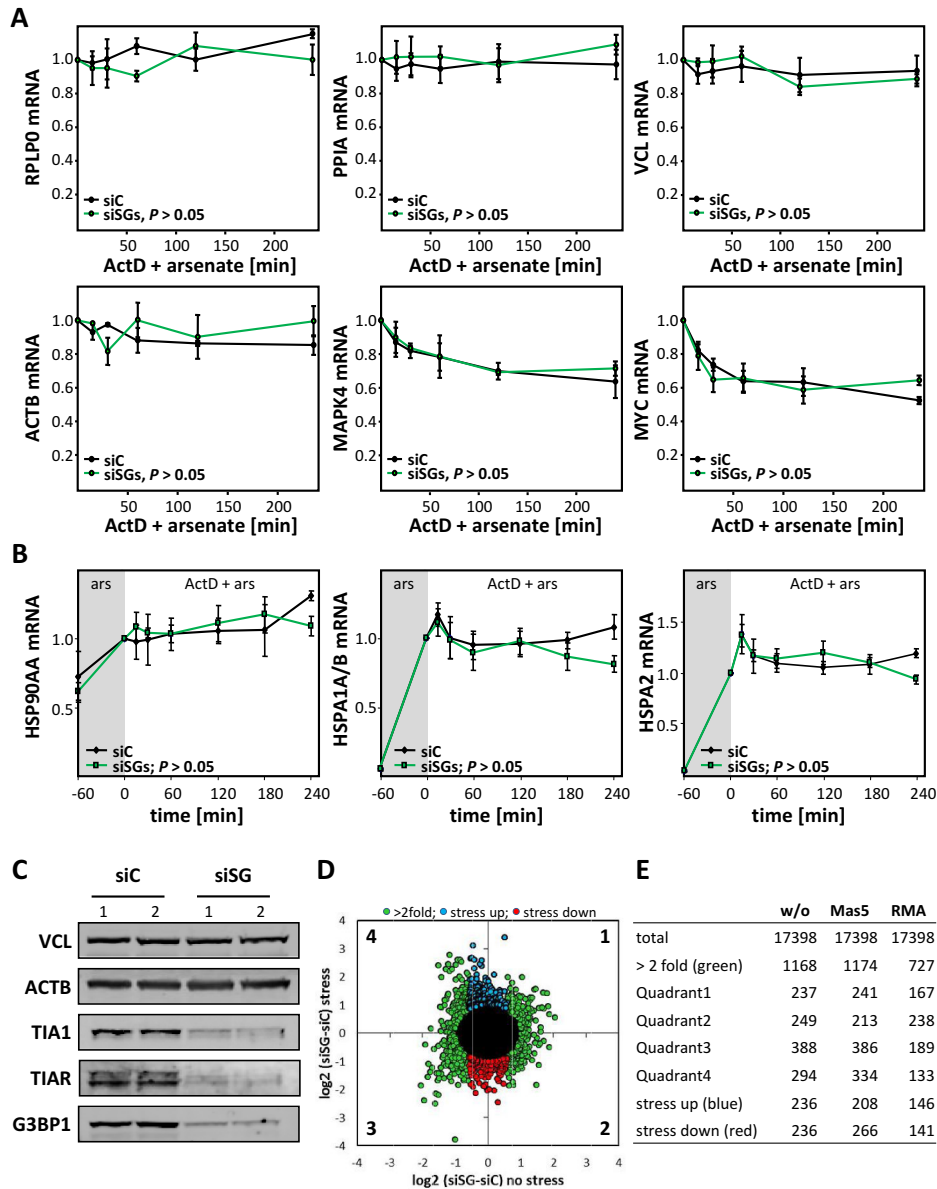 A
RPLP0 mRNA
1.0
0.8
0.6
0.4
0.2
siC
siSGs, P > 0.05
50 100 150 200
ActD + arsenate [min]
PPIA mRNA
1.0
0.8
0.6
0.4
0.2
siC
siSGs, P > 0.05
50 100 150 200
ActD + arsenate [min]
VCL mRNA
1.0
0.8
0.6
0.4
0.2
siC
siSGs, P > 0.05
50 100 150 200
ActD + arsenate [min]
ACTB mRNA
1.0
0.8
0.6
0.4
0.2
siC
siSGs, P > 0.05
50 100 150 200
ActD + arsenate [min]
MAPK4 mRNA
1.0
0.8
0.6
0.4
0.2
siC
siSGs, P > 0.05
50 100 150 200
ActD + arsenate [min]
MYC mRNA
1.0
0.8
0.6
0.4
0.2
siC
siSGs, P > 0.05
50 100 150 200
ActD + arsenate [min]
B
HSP90AA mRNA
ars ActD + ars
1.0
0.5
siC
siSGs; P > 0.05
-60 0 60 120 180 240
time [min]
HSPA1A/B mRNA
ars ActD + ars
1.0
0.5
siC
siSGs; P > 0.05
-60 0 60 120 180 240
time [min]
HSPA2 mRNA
ars ActD + ars
1.5
1.0
0.5
siC
siSGs; P > 0.05
-60 0 60 120 180 240
time [min]
C
siC siSG
1 2 1 2
VCL
ACTB
TIA1
TIAR
G3BP1
D
>2fold; stress up; stress down
log2 (siSG-siC) stress
4
3
2
1
0
-1
-2
-3
-4
4 1
3 2
-4 -3 -2 -1 0 1 2 3 4
log2 (siSG-siC) no stress
E
w/o Mas5 RMA
total 17398 17398 17398
> 2 fold (green) 1168 1174 727
Quadrant1 237 241 167
Quadrant2 249 213 238
Quadrant3 388 386 189
Quadrant4 294 334 133
stress up (blue) 236 208 146
stress down (red) 236 266 141